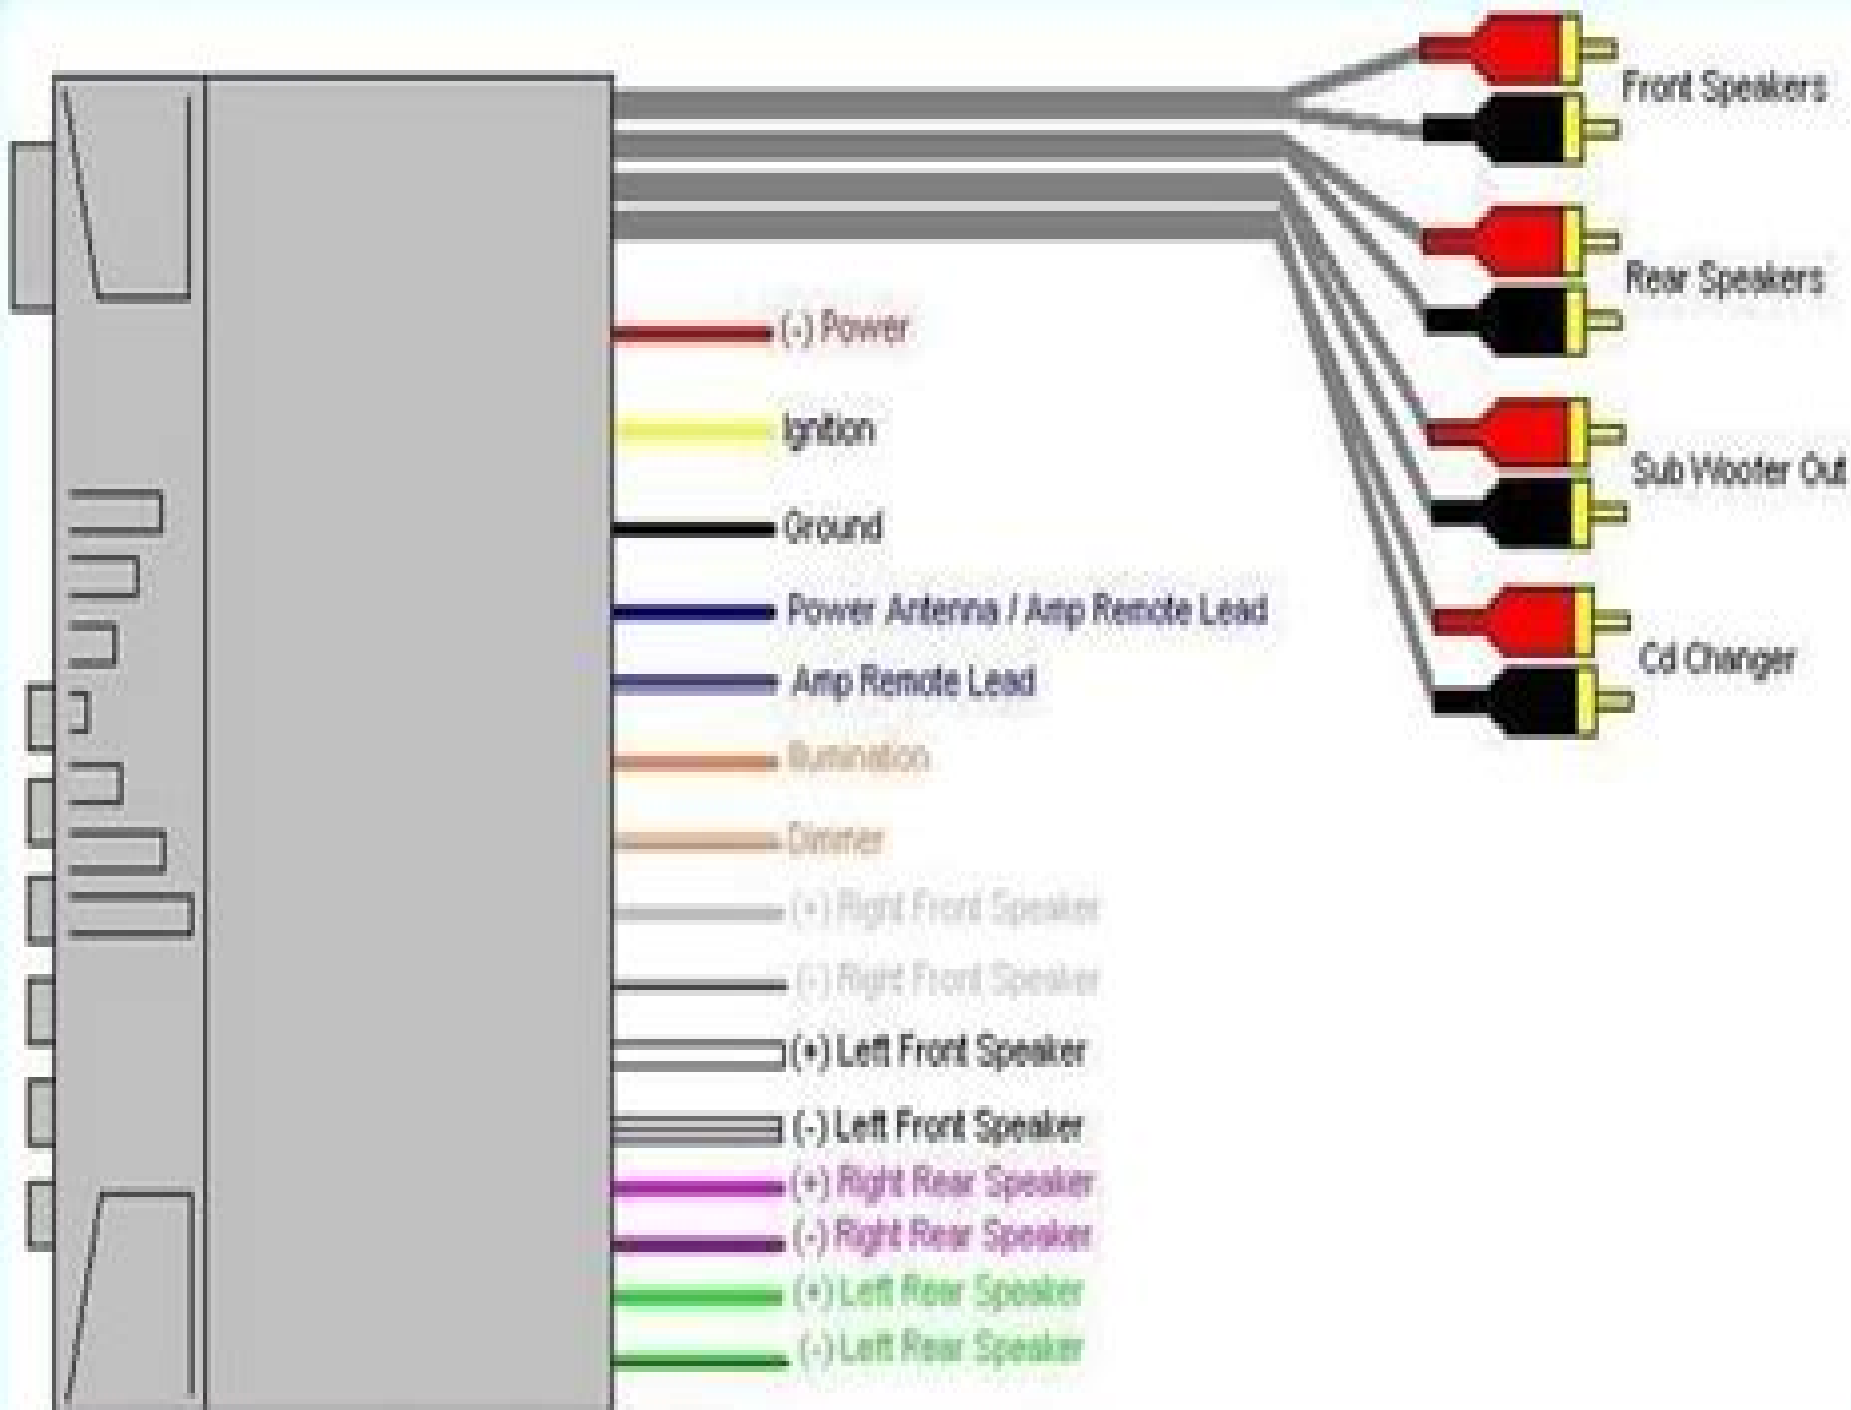 Front Speakers
Rear Speakers
(-) Power
Ignition
Sub Woofer Out
Ground
Power Antenna / Amp Remote Lead
Cd Changer
Amp Remote Lead
Illumination
Dimmer
(+) Right Front Speaker
(-) Right Front Speaker
(+) Left Front Speaker
(-) Left Front Speaker
(+) Right Rear Speaker
(-) Right Rear Speaker
(+) Left Rear Speaker
(-) Left Rear Speaker